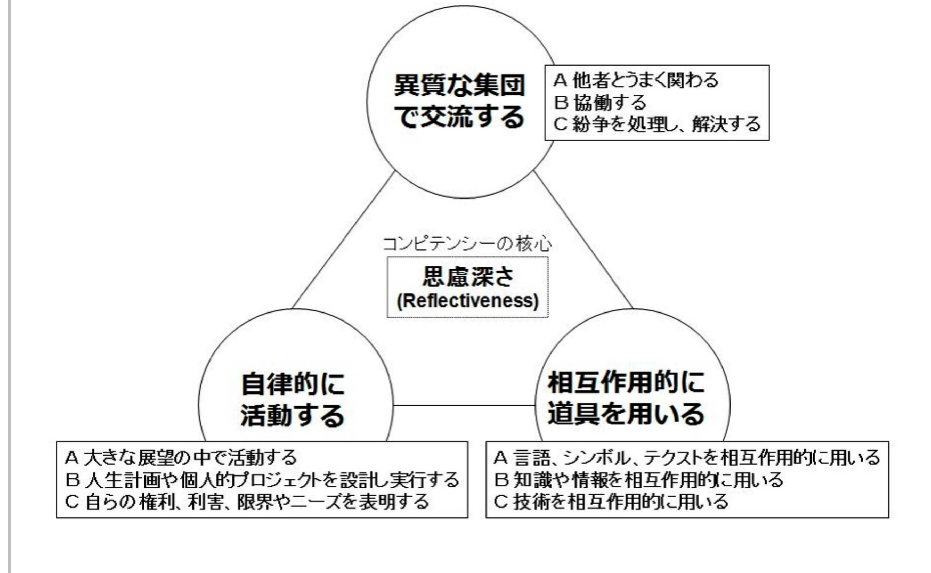 異質な集団
で交流する
A 他者とうまく関わる
B 協働する
C 紛争を処理し、解決する
コンピテンシーの核心
思慮深さ
(Reflectiveness)
自律的に
活動する
A 大きな展望の中で活動する
B 人生計画や個人的プロジェクトを設計し実行する
C 自らの権利、利害、限界やニーズを表明する
相互作用的に
道具を用いる
A 言語、シンボル、テクストを相互作用的に用いる
B 知識や情報を相互作用的に用いる
C 技術を相互作用的に用いる